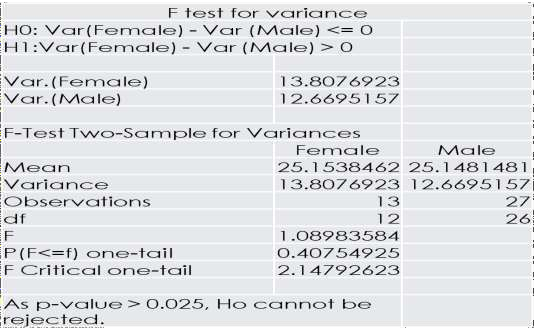 F test for variance
H0: Var(Female) - Var (Male) <= 0
H1:Var(Female) - Var (Male) > 0
Var.(Female) 13.8076923
Var.(Male) 12.6695157
F-Test Two-Sample for Variances
Female Male
Mean 25.1538462 25.1481481
Variance 13.8076923 12.6695157
Observations 13 27
df 12 26
F 1.08983584
P(F<=f) one-tail 0.40754925
F Critical one-tail 2.14792623
As p-value > 0.025, Ho cannot be
rejected.